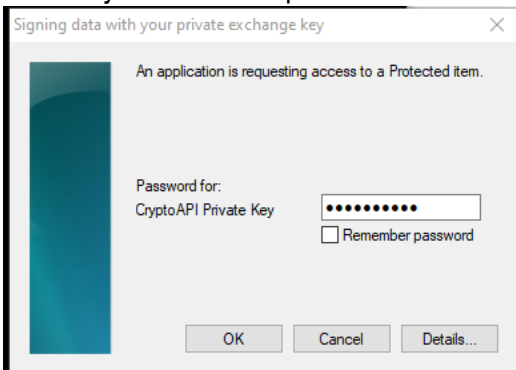 Signing data with your private exchange key
An application is requesting access to a Protected item.
Password for:
CryptoAPI Private Key
••••••••••
Remember password
OK
Cancel
Details...